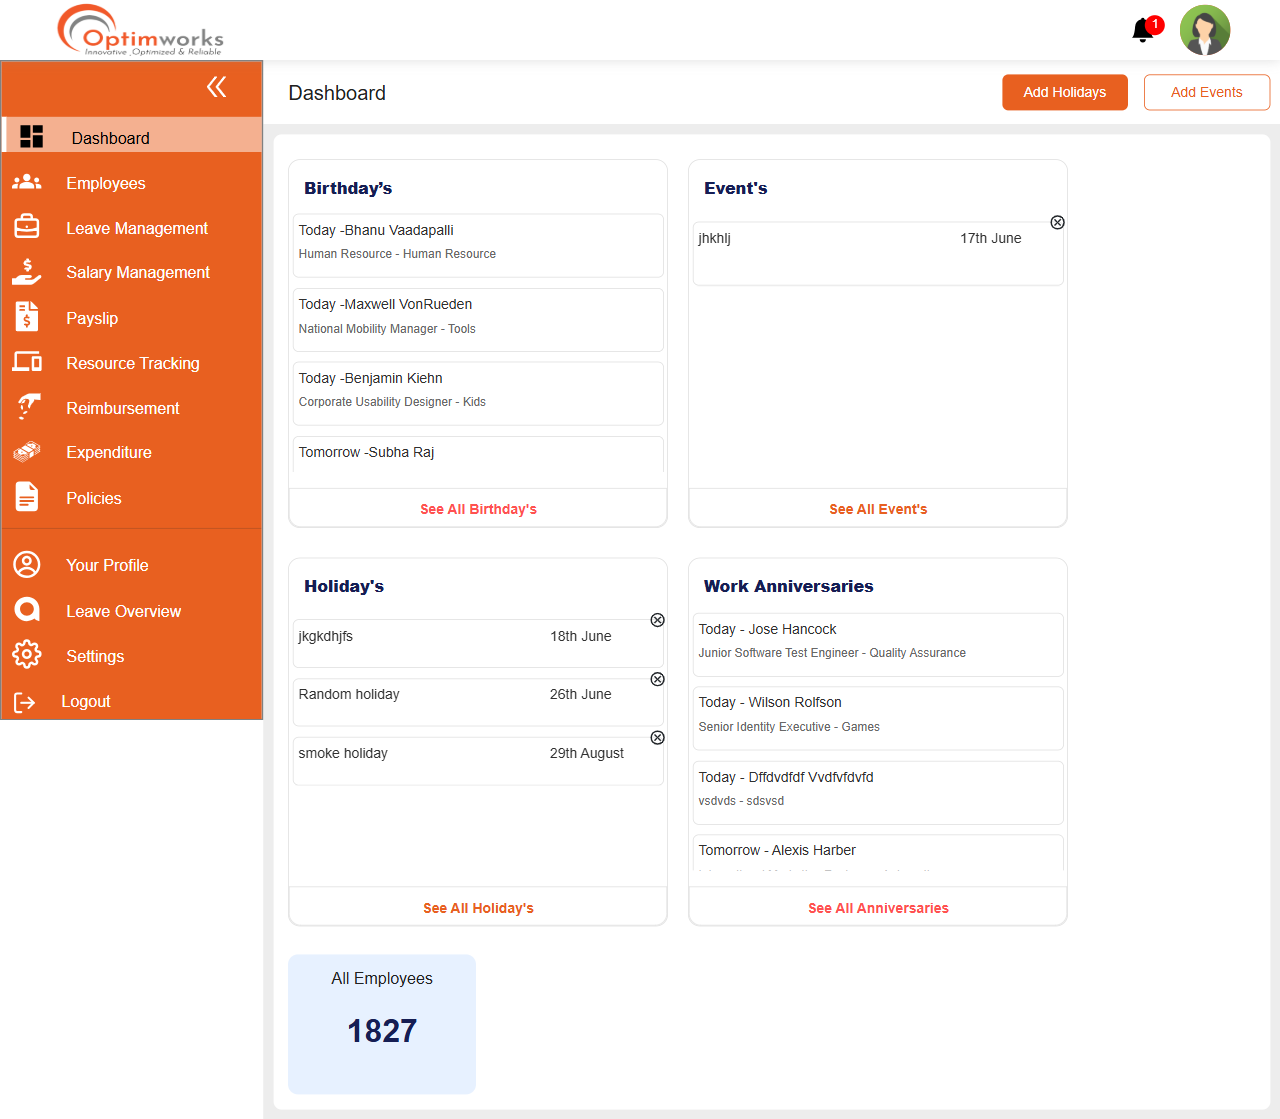 Optimworks
Innovative ,Optimized & Reliable
1
Dashboard
Add Holidays
Add Events
Dashboard
Employees
Leave Management
Salary Management
Payslip
Resource Tracking
Reimbursement
Expenditure
Policies
Your Profile
Leave Overview
Settings
Logout
Birthday’s
Today -Bhanu Vaadapalli
Human Resource - Human Resource
Today -Maxwell VonRueden
National Mobility Manager - Tools
Today -Benjamin Kiehn
Corporate Usability Designer - Kids
Tomorrow -Subha Raj
See All Birthday's
Event's
jhkhlj 17th June
See All Event's
Holiday's
jkgkdhjfs 18th June
Random holiday 26th June
smoke holiday 29th August
See All Holiday's
Work Anniversaries
Today - Jose Hancock
Junior Software Test Engineer - Quality Assurance
Today - Wilson Rolfson
Senior Identity Executive - Games
Today - Dffdvdfdf Vvdfvfdvfd
vsdvds - sdsvsd
Tomorrow - Alexis Harber
See All Anniversaries
All Employees
1827